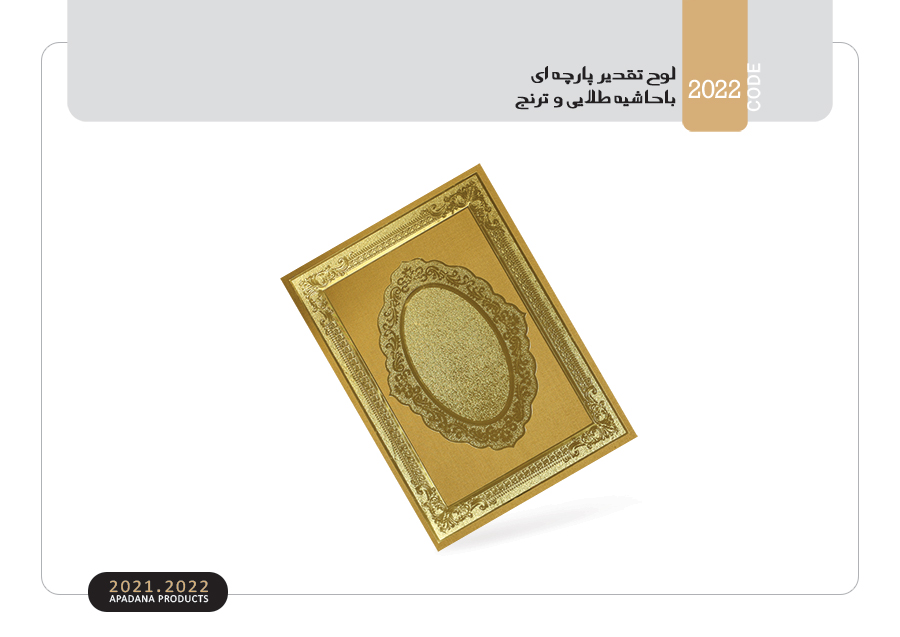 لوح تقدیر پارچه ای
باحاشیه طلایی و ترنج
2022
CODE
2021.2022
APADANA PRODUCTS